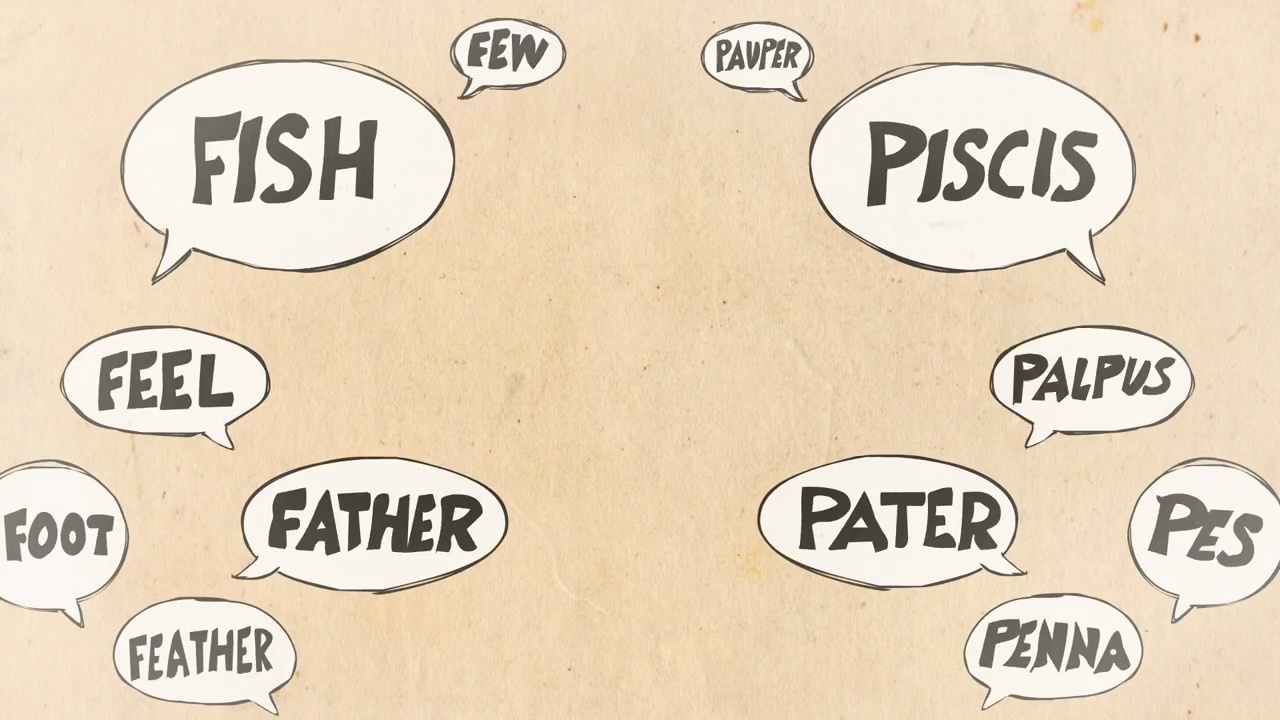 FEW
PAUPER
FISH
PISCIS
FEEL
PALPUS
FATHER
PATER
FOOT
PES
FEATHER
PENNA